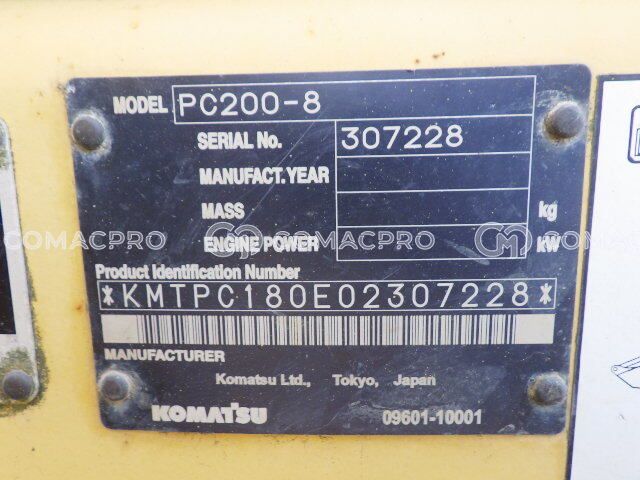 MODEL PC200-8
SERIAL No. 307228
MANUFACT. YEAR
MASS kg
COMACPRO COMACPRO COMACPRO
ENGINE POWER kW
Product Identification Number
*KMTPC180E02307228*
MANUFACTURER
Komatsu Ltd., Tokyo, Japan
KOMATSU 09601-10001